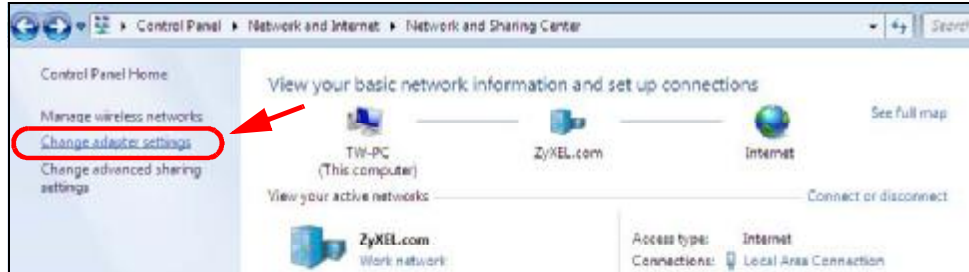 Control Panel ▸ Network and Internet ▸ Network and Sharing Center
Search
Control Panel Home
Manage wireless networks
Change adapter settings
Change advanced sharing
settings
View your basic network information and set up connections
See full map
TW-PC
(This computer)
ZyXEL.com
Internet
View your active networks
Connect or disconnect
ZyXEL.com
Work network
Access type: Internet
Connections: Local Area Connection